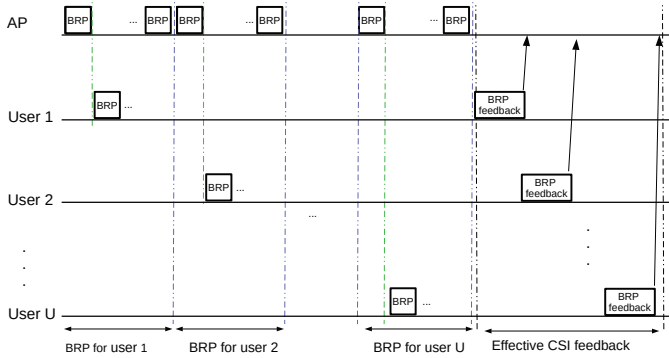 AP
BRP ... BRP BRP ... BRP BRP ... BRP
User 1
BRP ...
BRP
feedback
User 2
BRP ...
BRP
feedback
...
.
.
.
.
.
.
User U
BRP ...
BRP
feedback
BRP for user 1
BRP for user 2
BRP for user U
Effective CSI feedback